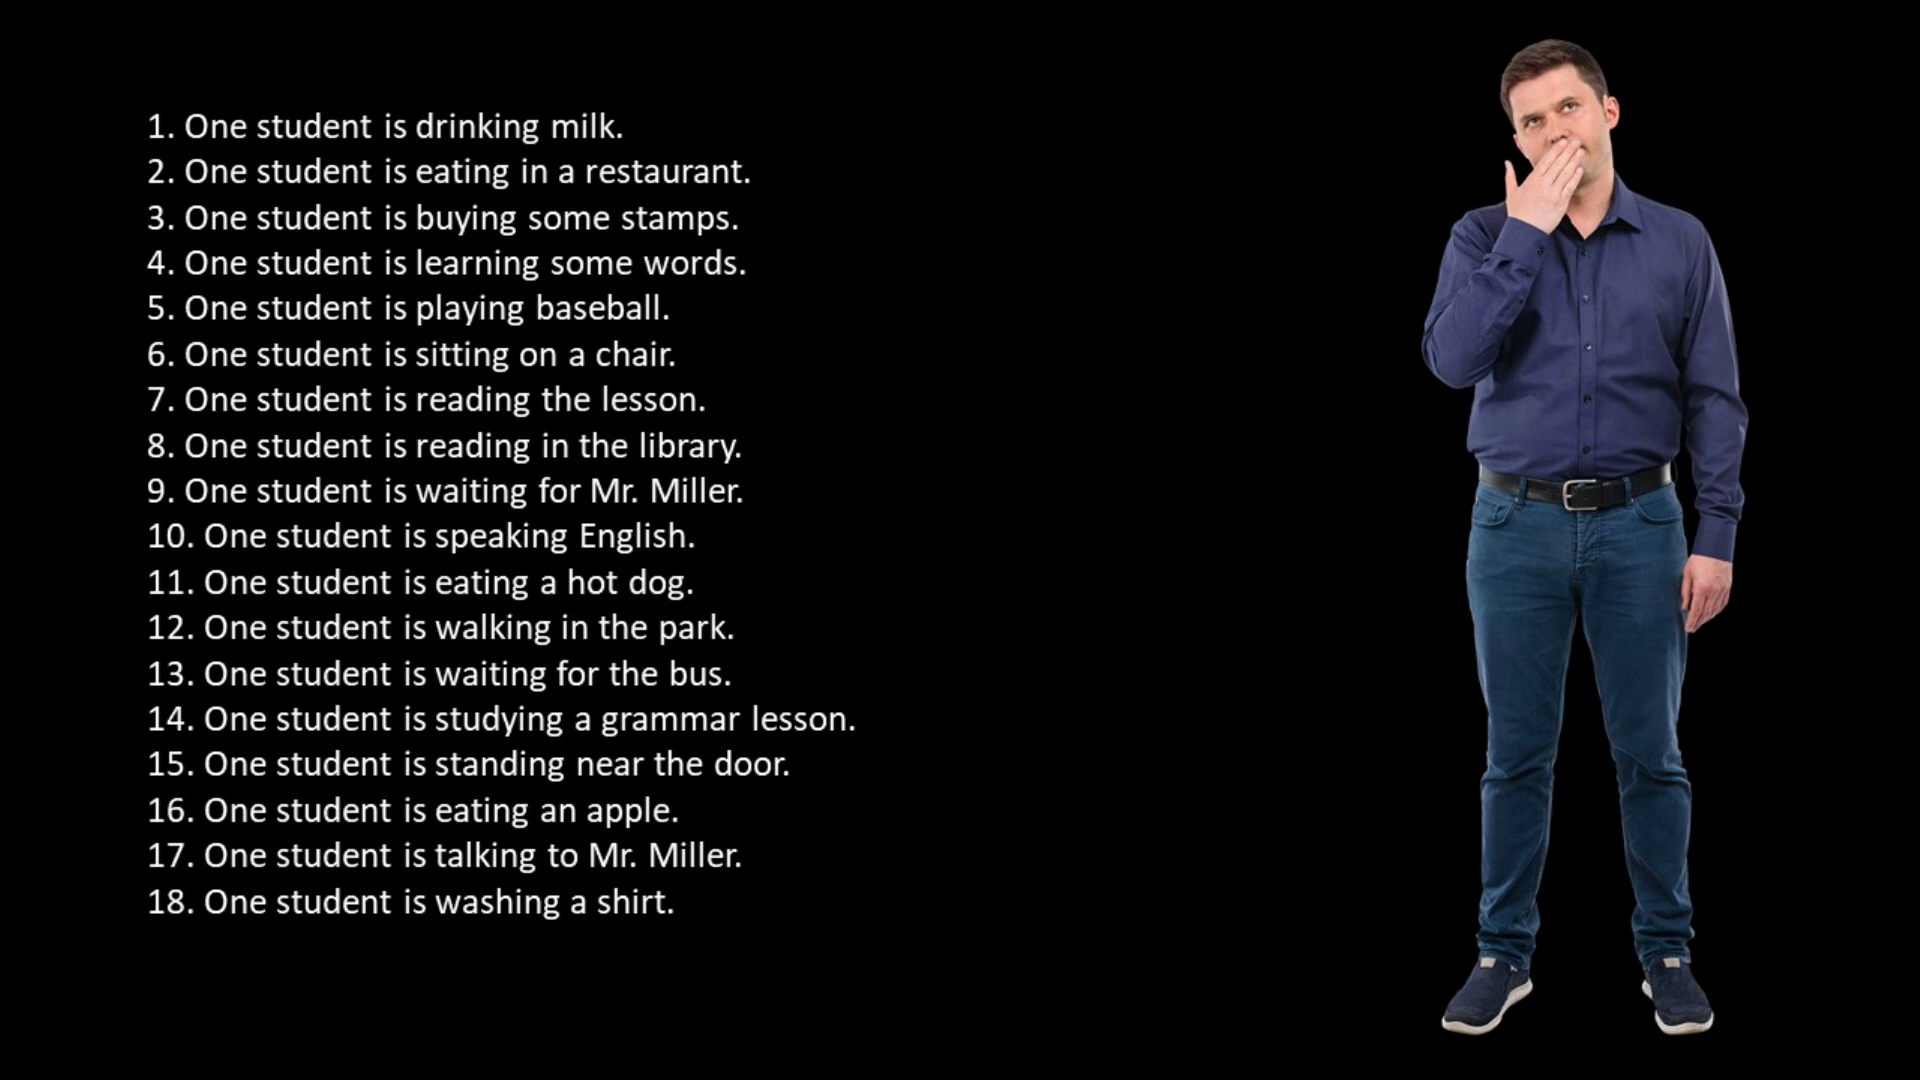 1. One student is drinking milk.
2. One student is eating in a restaurant.
3. One student is buying some stamps.
4. One student is learning some words.
5. One student is playing baseball.
6. One student is sitting on a chair.
7. One student is reading the lesson.
8. One student is reading in the library.
9. One student is waiting for Mr. Miller.
10. One student is speaking English.
11. One student is eating a hot dog.
12. One student is walking in the park.
13. One student is waiting for the bus.
14. One student is studying a grammar lesson.
15. One student is standing near the door.
16. One student is eating an apple.
17. One student is talking to Mr. Miller.
18. One student is washing a shirt.